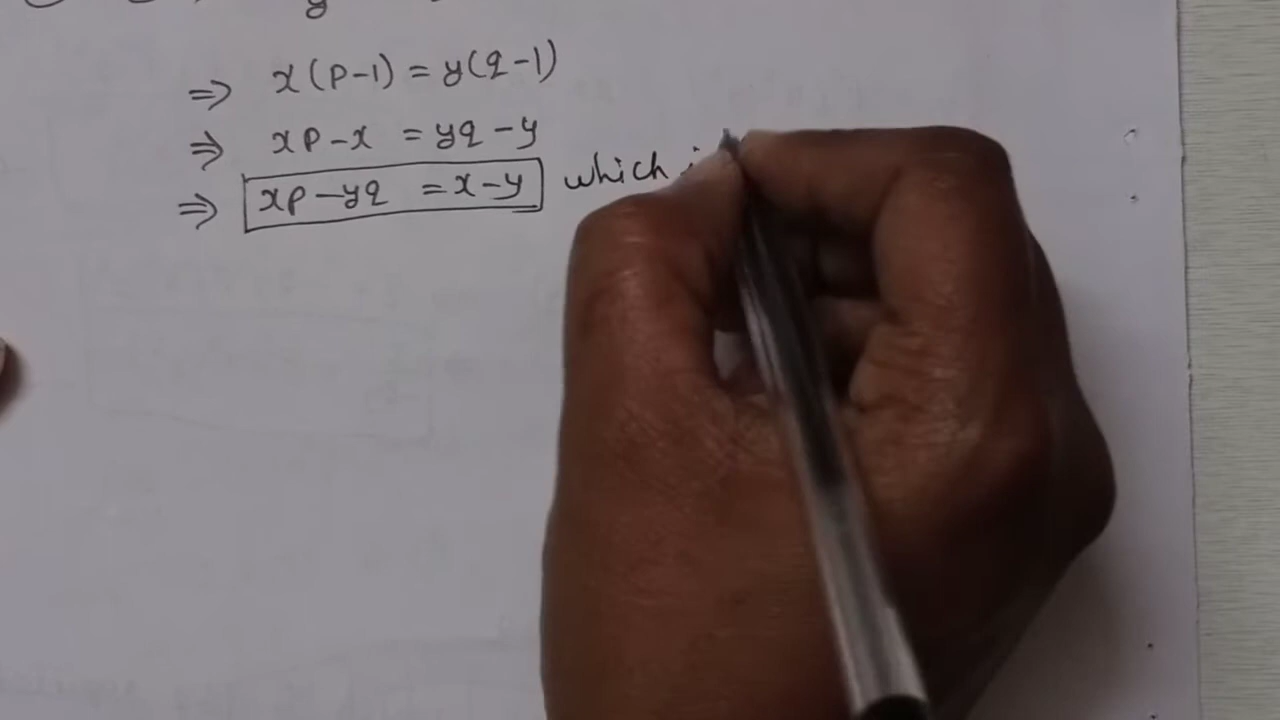 ⇒ x(p-1) = y(q-1)
⇒ xp-x = yq-y
⇒ xp-yq = x-y which